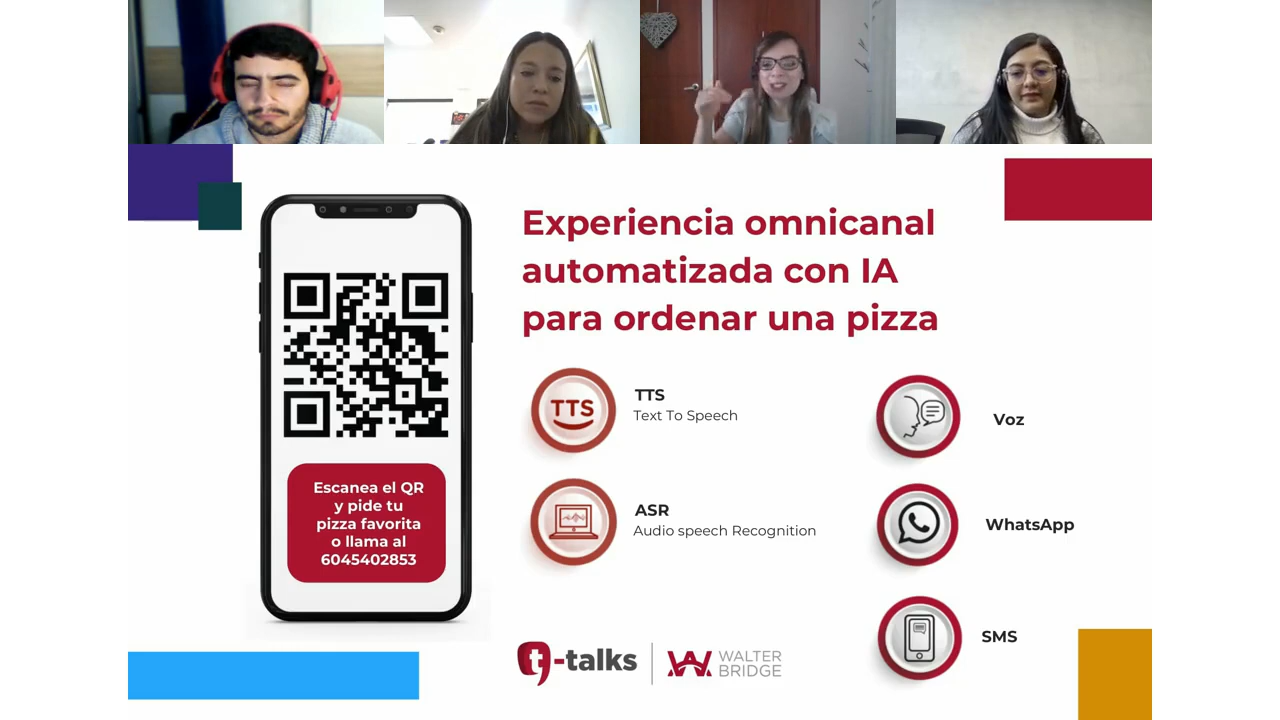 Experiencia omnicanal
automatizada con IA
para ordenar una pizza
Escanea el QR
y pide tu
pizza favorita
o llama al
6045402853
TTS
TTS
Text To Speech
ASR
Audio speech Recognition
Voz
WhatsApp
SMS
t-talks
WALTER
BRIDGE